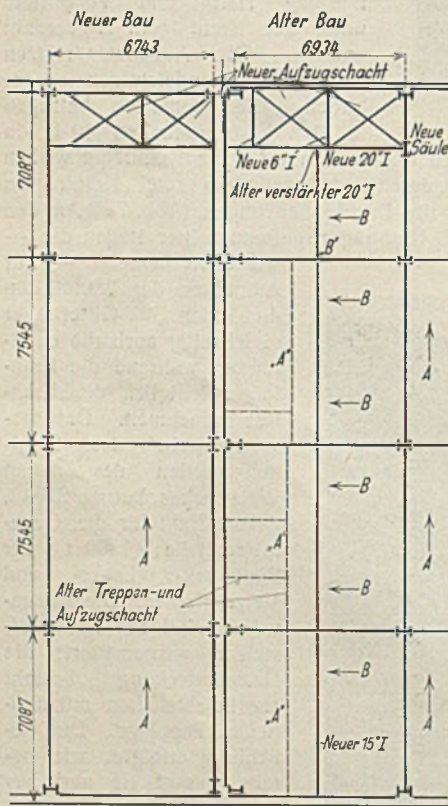 Neuer Bau
Alter Bau
6743
6934
Neuer Aufzugschacht
Neue
Säule
7087
Neue 6"I
Neue 20"I
Alter verstärkter 20"I
←B
„B"
←B
7545
„A"
A
←B
←B
7545
„A"
A
←B
Alter Treppen-und
Aufzugschacht
←B
7087
A
„A"
A
Neuer 15"I